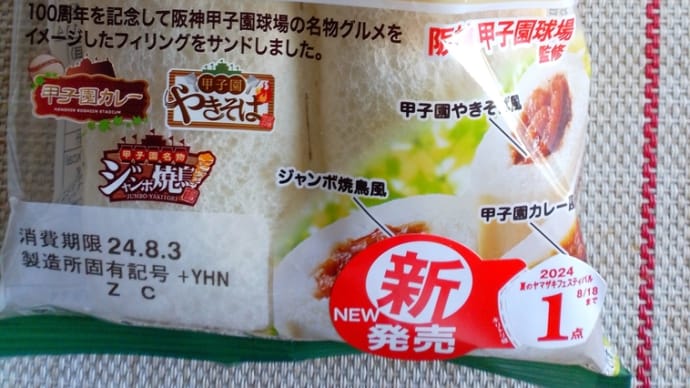 100周年を記念して阪神甲子園球場の名物グルメを
イメージしたフィリングをサンドしました。
阪神甲子園球場
監修
甲子園カレー
HANSHIN KOSHIEN STADIUM
甲子園
やきそば
甲子園名物
ジャンボ焼鳥
JUMBO-YAKITORI
甲子園やきそば風
ジャンボ焼鳥風
甲子園カレー
消費期限 24.8.3
製造所固有記号 +YHN
Z C
NEW
新
発売
2024
夏のヤマザキフェスティバル
8/18
まで
1点